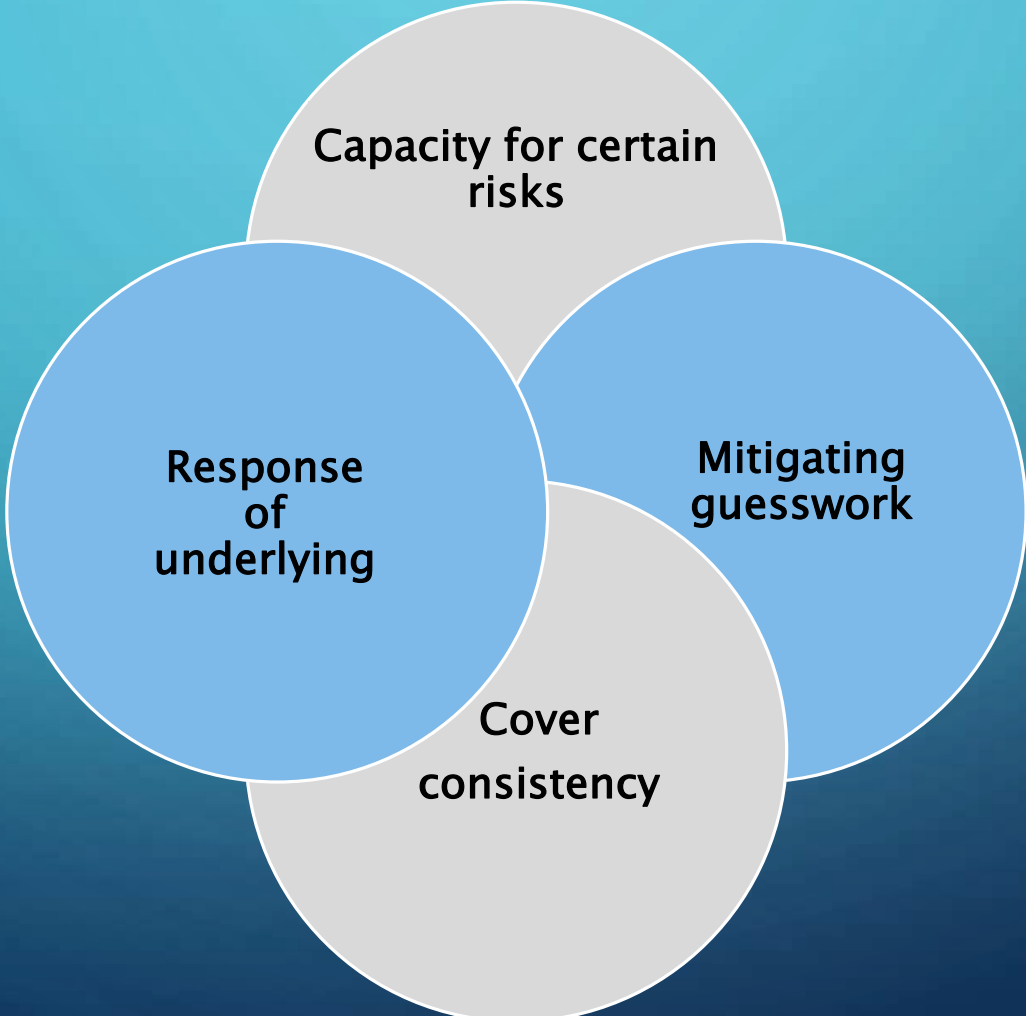 Capacity for certain
risks
Response
of
underlying
Mitigating
guesswork
Cover
consistency